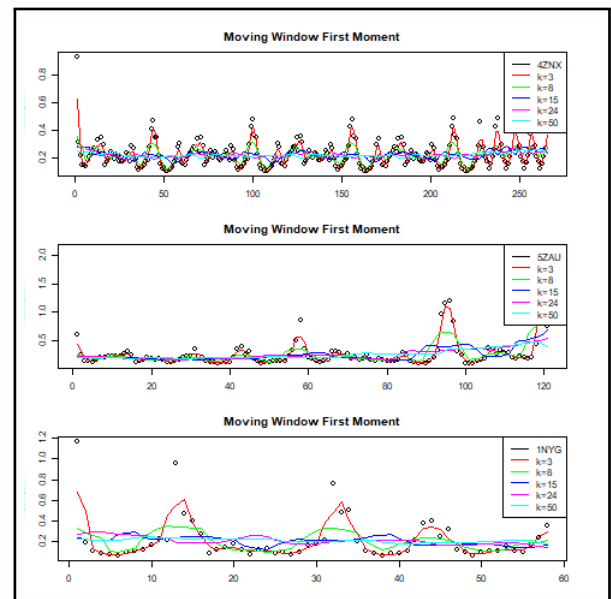 Moving Window First Moment
4ZNX
k=3
k=8
k=15
k=24
k=50
0.2 0.4 0.6 0.8
0 50 100 150 200 250
Moving Window First Moment
5ZAU
k=3
k=8
k=15
k=24
k=50
0.5 1.0 1.5 2.0
0 20 40 60 80 100 120
Moving Window First Moment
1NYG
k=3
k=8
k=15
k=24
k=50
0.2 0.4 0.6 0.8 1.0 1.2
0 10 20 30 40 50 60